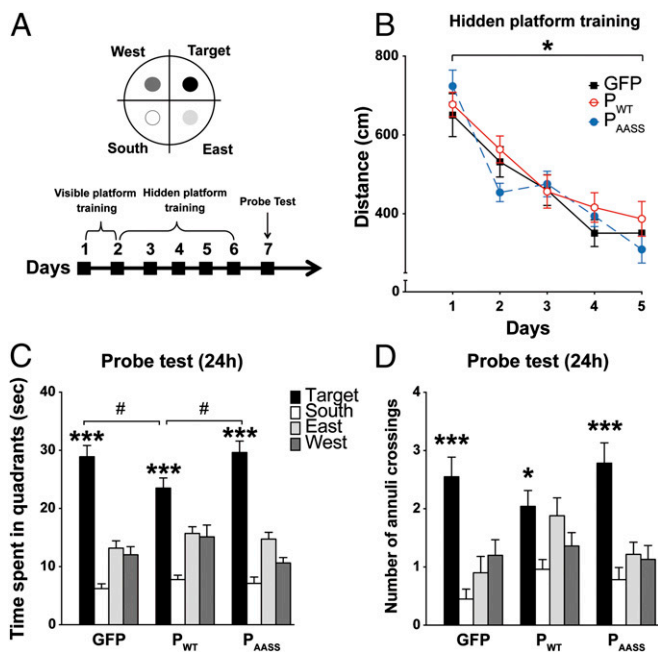 A
West Target
South East
Visible platform training
Hidden platform training
Probe Test
1 2 3 4 5 6 7
Days
B
Hidden platform training
*
GFP
PWT
PAASS
Distance (cm)
800
600
400
0
1 2 3 4 5
Days
C
Probe test (24h)
Time spent in quadrants (sec)
40
30
20
10
0
# #
*** *** ***
Target
South
East
West
GFP PWT PAASS
D
Probe test (24h)
Number of annuli crossings
4
3
2
1
0
*** * ***
GFP PWT PAASS